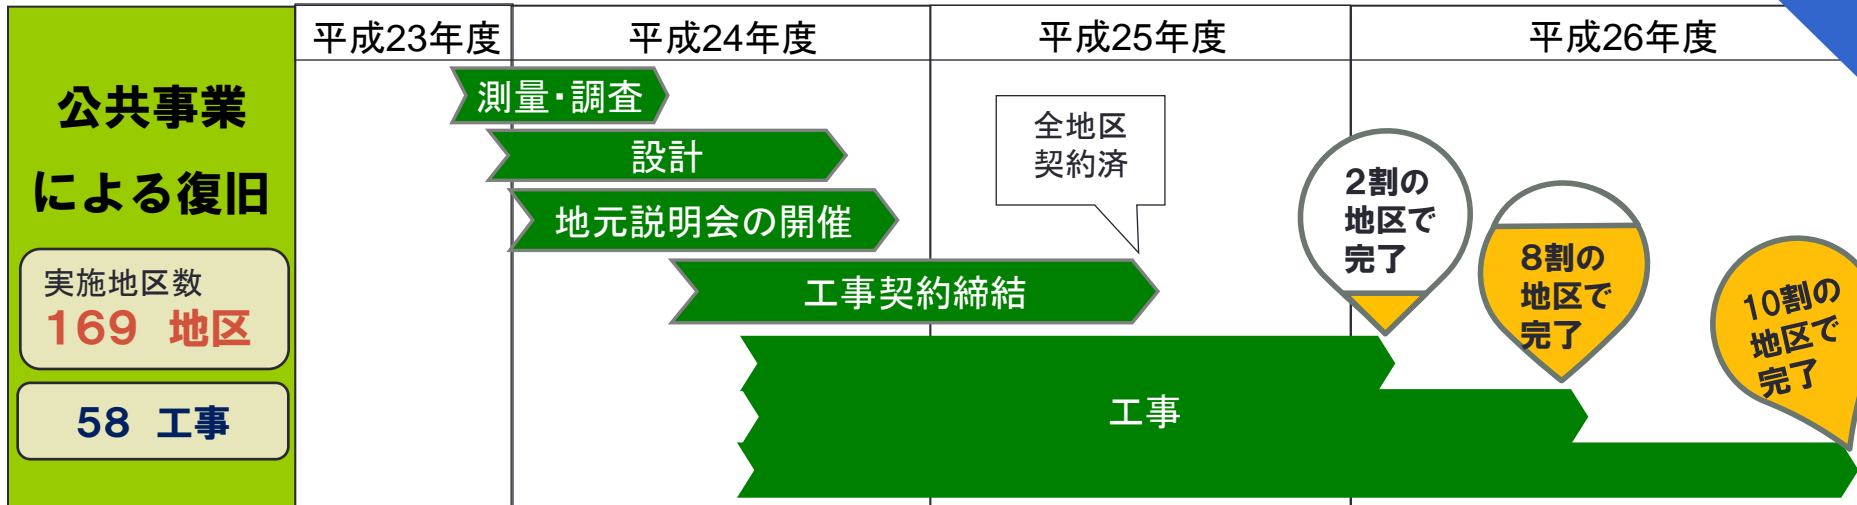 平成23年度
平成24年度
平成25年度
平成26年度
公共事業
による復旧
実施地区数
169 地区
58 工事
測量・調査
設計
地元説明会の開催
工事契約締結
工事
全地区
契約済
2割の
地区で
完了
8割の
地区で
完了
10割の
地区で
完了